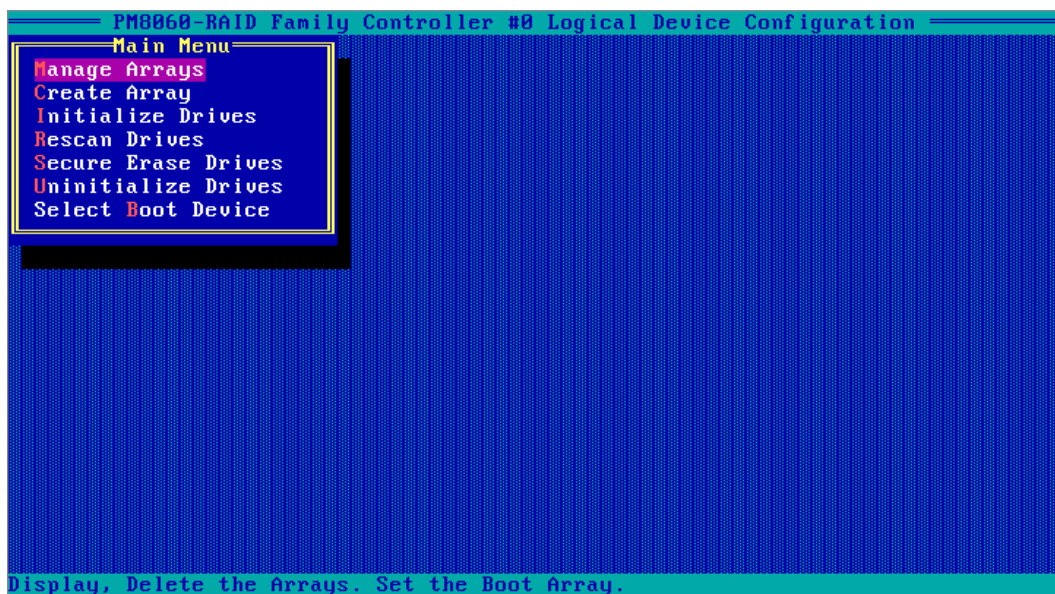 PM8060-RAID Family Controller #0 Logical Device Configuration
Main Menu
Manage Arrays
Create Array
Initialize Drives
Rescan Drives
Secure Erase Drives
Uninitialize Drives
Select Boot Device
Display, Delete the Arrays. Set the Boot Array.